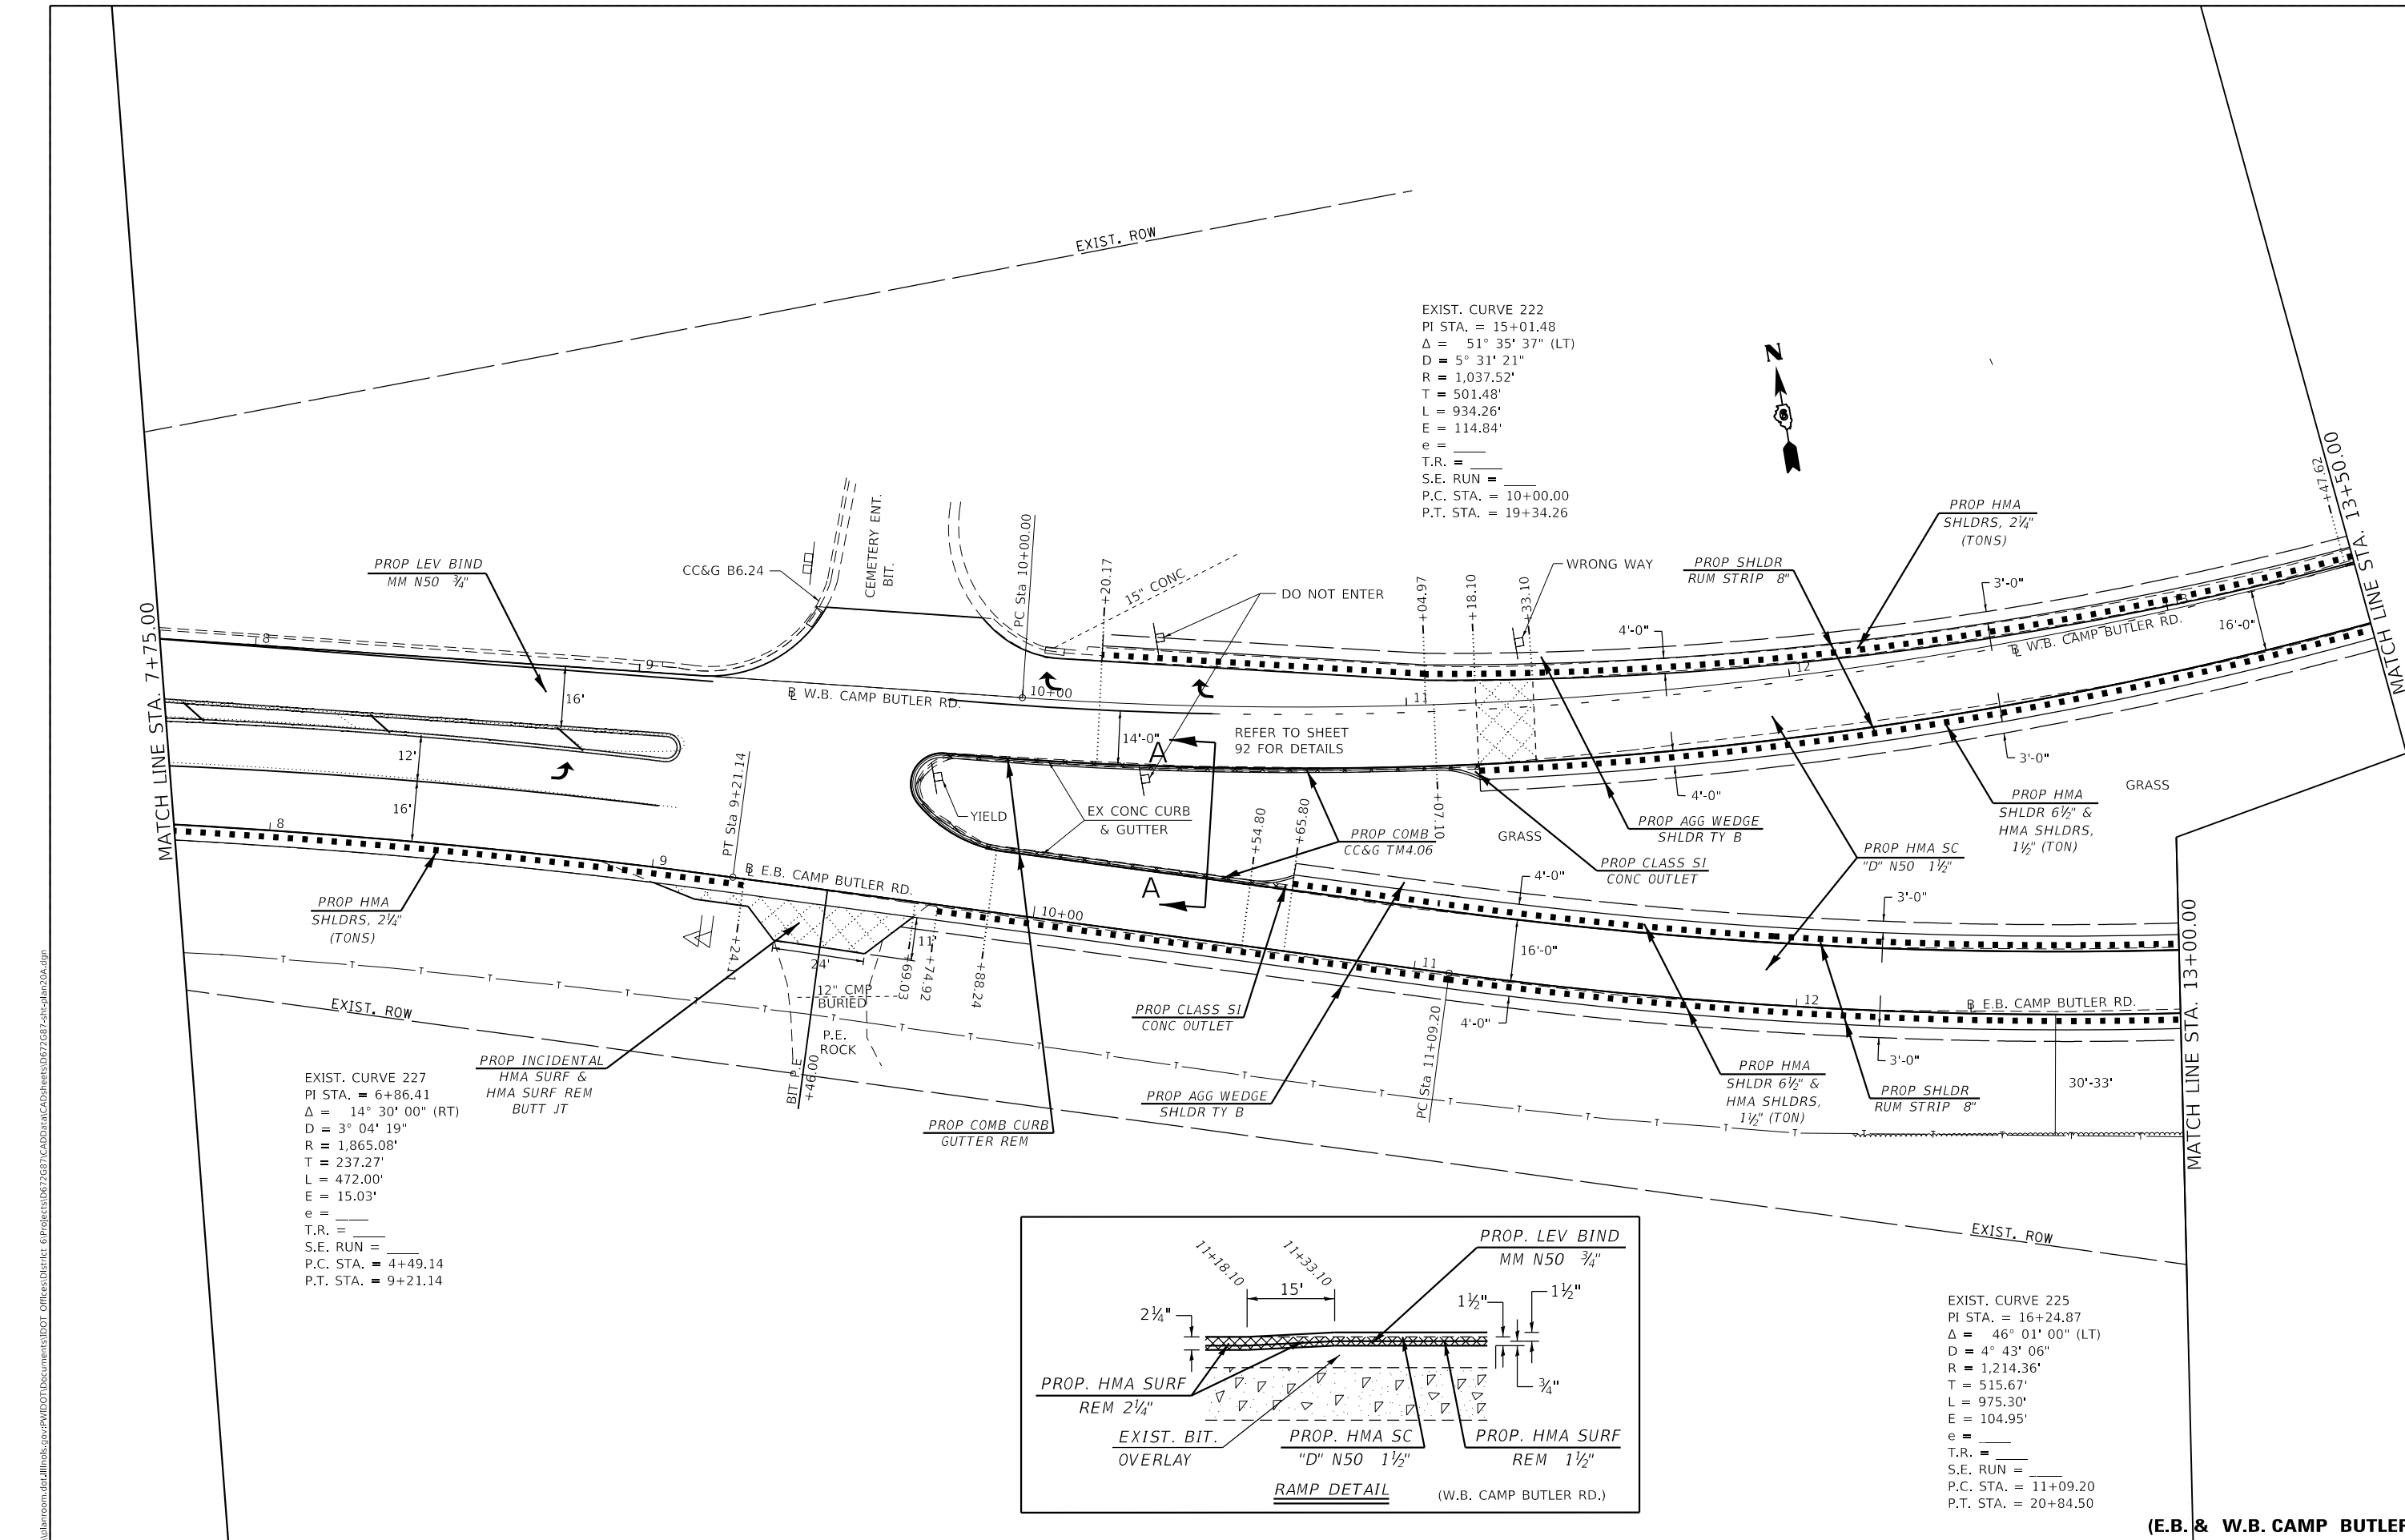 EXIST. ROW
EXIST. CURVE 222
PI STA. = 15+01.48
Δ = 51° 35' 37" (LT)
D = 5° 31' 21"
R = 1,037.52'
T = 501.48'
L = 934.26'
E = 114.84'
e = ____
T.R. = ____
S.E. RUN = ____
P.C. STA. = 10+00.00
P.T. STA. = 19+34.26
N
MATCH LINE STA. 7+75.00
PROP LEV BIND
MM N50 ¾"
CC&G B6.24
CEMETERY ENT.
BIT.
PC Sta 10+00.00
+20.17
15" CONC
DO NOT ENTER
+04.97
+18.10
+33.10
WRONG WAY
PROP SHLDR
RUM STRIP 8"
PROP HMA
SHLDRS, 2¼"
(TONS)
+47.62
MATCH LINE STA. 13+50.00
3'-0"
4'-0"
16'-0"
8
9
16'
℄ W.B. CAMP BUTLER RD.
10+00
11
12
13
℄ W.B. CAMP BUTLER RD.
14'-0"
A
REFER TO SHEET
92 FOR DETAILS
12'
16'
8
9
PT Sta 9+21.14
YIELD
EX CONC CURB
& GUTTER
+54.80
+65.80
PROP COMB
CC&G TM4.06
+07.10
GRASS
4'-0"
PROP AGG WEDGE
SHLDR TY B
PROP CLASS SI
CONC OUTLET
3'-0"
GRASS
PROP HMA
SHLDR 6½" &
HMA SHLDRS,
1½" (TON)
PROP HMA SC
"D" N50 1½"
℄ E.B. CAMP BUTLER RD.
A
PROP HMA
SHLDRS, 2¼"
(TONS)
+24.11
24'
11'
+69.03
+74.92
+88.24
10+00
11
12
4'-0"
16'-0"
4'-0"
3'-0"
3'-0"
℄ E.B. CAMP BUTLER RD.
MATCH LINE STA. 13+00.00
12" CMP
BURIED
P.E.
ROCK
BIT P.E
+46.00
EXIST. ROW
PROP INCIDENTAL
HMA SURF &
HMA SURF REM
BUTT JT
PROP CLASS SI
CONC OUTLET
PROP AGG WEDGE
SHLDR TY B
PROP COMB CURB
GUTTER REM
PC Sta 11+09.20
PROP HMA
SHLDR 6½" &
HMA SHLDRS,
1½" (TON)
PROP SHLDR
RUM STRIP 8"
30'-33'
T T T T T T T T T T T T T T T T T T T T T T T T T T T T
EXIST. CURVE 227
PI STA. = 6+86.41
Δ = 14° 30' 00" (RT)
D = 3° 04' 19"
R = 1,865.08'
T = 237.27'
L = 472.00'
E = 15.03'
e = ____
T.R. = ____
S.E. RUN = ____
P.C. STA. = 4+49.14
P.T. STA. = 9+21.14
EXIST. ROW
11+18.10
11+33.10
15'
PROP. LEV BIND
MM N50 ¾"
2¼"
1½"
1½"
¾"
PROP. HMA SURF
REM 2¼"
EXIST. BIT.
OVERLAY
PROP. HMA SC
"D" N50 1½"
PROP. HMA SURF
REM 1½"
RAMP DETAIL
(W.B. CAMP BUTLER RD.)
EXIST. CURVE 225
PI STA. = 16+24.87
Δ = 46° 01' 00" (LT)
D = 4° 43' 06"
R = 1,214.36'
T = 515.67'
L = 975.30'
E = 104.95'
e = ____
T.R. = ____
S.E. RUN = ____
P.C. STA. = 11+09.20
P.T. STA. = 20+84.50
(E.B. & W.B. CAMP BUTLER